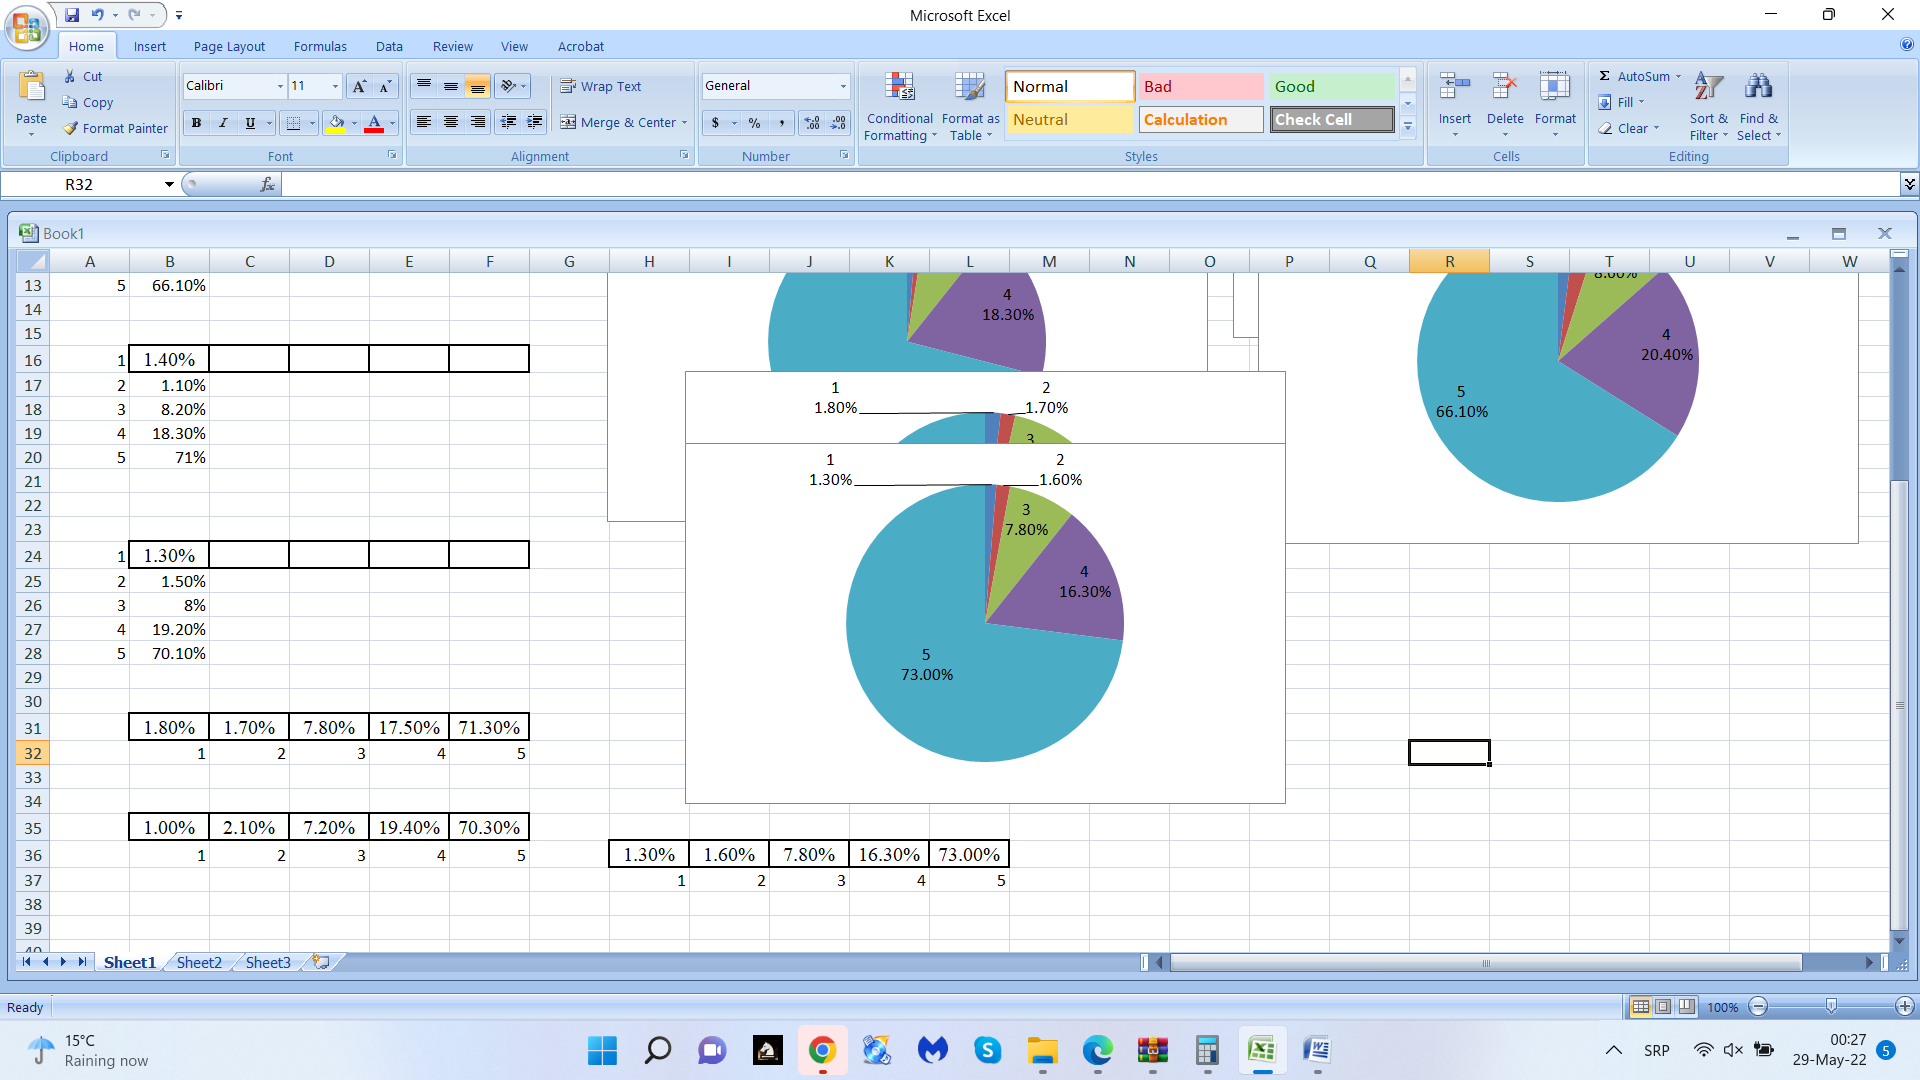 Microsoft Excel
Home Insert Page Layout Formulas Data Review View Acrobat
Paste
Cut
Copy
Format Painter
Clipboard
Calibri 11
B I U A
Font
Wrap Text
Merge & Center
Alignment
General
$ % ,
Number
Conditional Formatting
Format as Table
Normal Bad Good
Neutral Calculation Check Cell
Styles
Insert Delete Format
Cells
Σ AutoSum
Fill
Clear
Sort & Filter
Find & Select
Editing
R32 fx
Book1
A B C D E F G H I J K L M N O P Q R S T U V W
13 5 66.10%
14
15
16 1 1.40%
17 2 1.10%
18 3 8.20%
19 4 18.30%
20 5 71%
21
22
23
24 1 1.30%
25 2 1.50%
26 3 8%
27 4 19.20%
28 5 70.10%
29
30
31 1.80% 1.70% 7.80% 17.50% 71.30%
32 1 2 3 4 5
33
34
35 1.00% 2.10% 7.20% 19.40% 70.30%
36 1 2 3 4 5 1.30% 1.60% 7.80% 16.30% 73.00%
37 1 2 3 4 5
38
39
40
4
18.30%
1
1.80%
2
1.70%
3
1
1.30%
2
1.60%
3
7.80%
4
16.30%
5
73.00%
8.00%
4
20.40%
5
66.10%
Sheet1 Sheet2 Sheet3
Ready 100%
15°C
Raining now
SRP
00:27
29-May-22
5